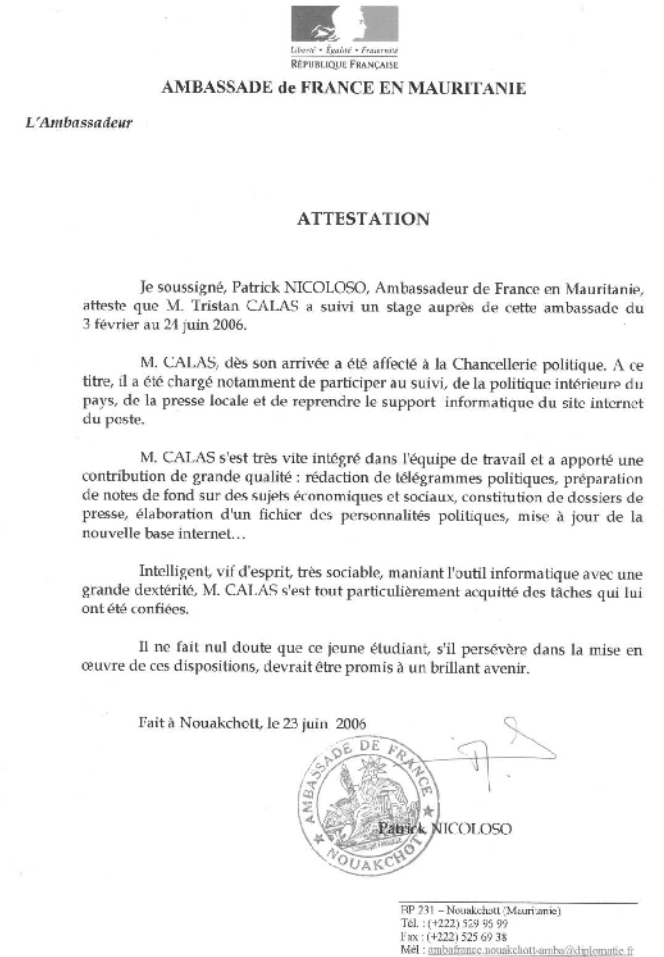 Liberté • Égalité • Fraternité
RÉPUBLIQUE FRANÇAISE
AMBASSADE de FRANCE EN MAURITANIE
L'Ambassadeur
ATTESTATION
Je soussigné, Patrick NICOLOSO, Ambassadeur de France en Mauritanie,
atteste que M. Tristan CALAS a suivi un stage auprès de cette ambassade du
3 février au 24 juin 2006.
M. CALAS, dès son arrivée a été affecté à la Chancellerie politique. A ce
titre, il a été chargé notamment de participer au suivi, de la politique intérieure du
pays, de la presse locale et de reprendre le support informatique du site internet
du poste.
M. CALAS s'est très vite intégré dans l'équipe de travail et a apporté une
contribution de grande qualité : rédaction de télégrammes politiques, préparation
de notes de fond sur des sujets économiques et sociaux, constitution de dossiers de
presse, élaboration d'un fichier des personnalités politiques, mise à jour de la
nouvelle base internet…
Intelligent, vif d'esprit, très sociable, maniant l'outil informatique avec une
grande dextérité, M. CALAS s'est tout particulièrement acquitté des tâches qui lui
ont été confiées.
Il ne fait nul doute que ce jeune étudiant, s'il persévère dans la mise en
œuvre de ces dispositions, devrait être promis à un brillant avenir.
Fait à Nouakchott, le 23 juin 2006
AMBASSADE DE FRANCE
NOUAKCHOTT
Patrick NICOLOSO
BP 231 – Nouakchott (Mauritanie)
Tél. : (+222) 529 96 99
Fax : (+222) 525 69 38
Mél : ambafrance.nouakchott-amba@diplomatie.fr